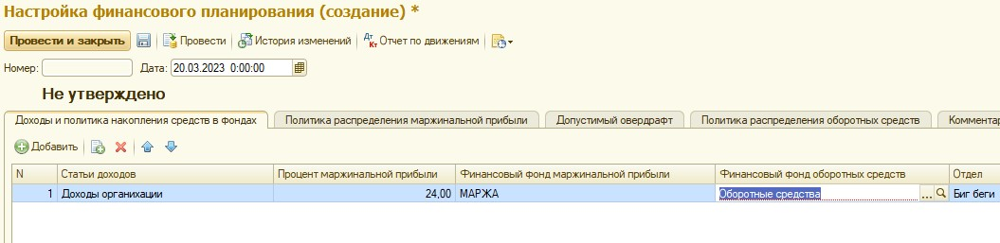 Настройка финансового планирования (создание) *
Провести и закрыть Провести История изменений Дт Кт Отчет по движениям
Номер: Дата: 20.03.2023 0:00:00
Не утверждено
Доходы и политика накопления средств в фондах Политика распределения маржинальной прибыли Допустимый овердрафт Политика распределения оборотных средств Комментар
Добавить
N Статьи доходов Процент маржинальной прибыли Финансовый фонд маржинальной прибыли Финансовый фонд оборотных средств Отдел
1 Доходы органихации 24,00 МАРЖА Оборотные средства ... Биг беги